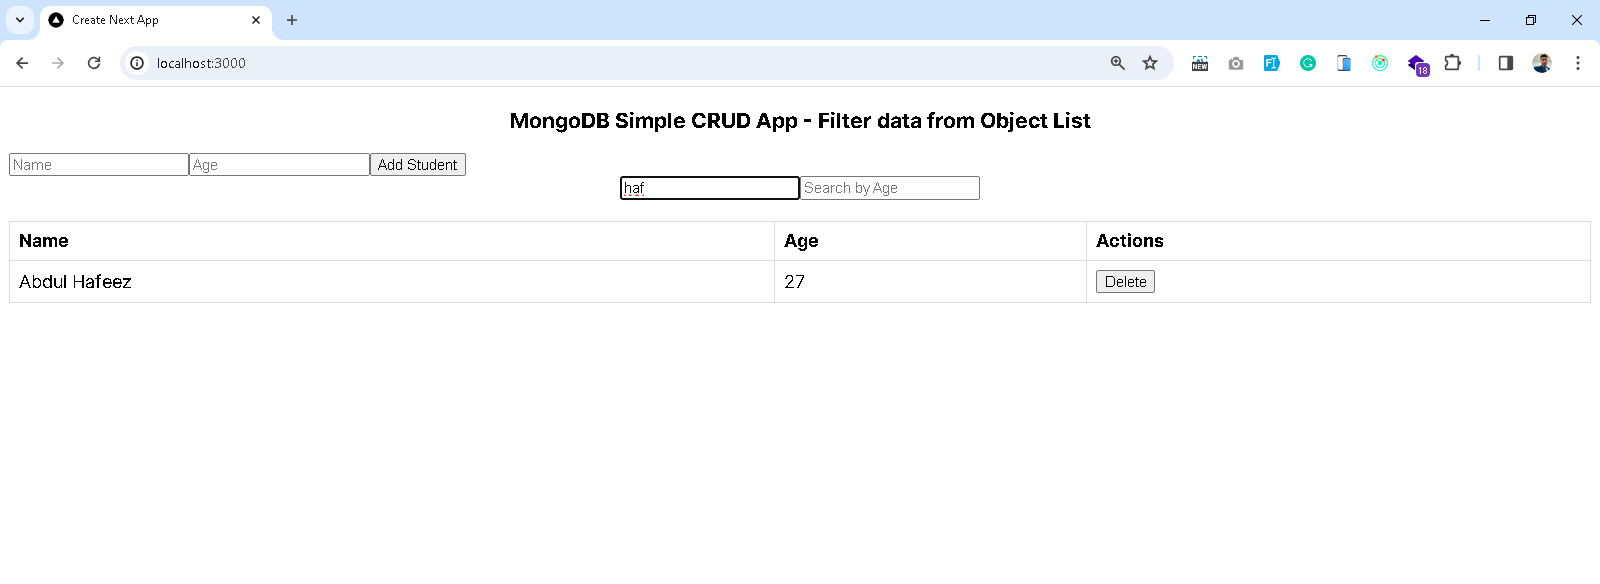 Create Next App
localhost:3000
NEW
18
MongoDB Simple CRUD App - Filter data from Object List
Name Age Add Student
haf Search by Age
Name Age Actions
Abdul Hafeez 27 Delete